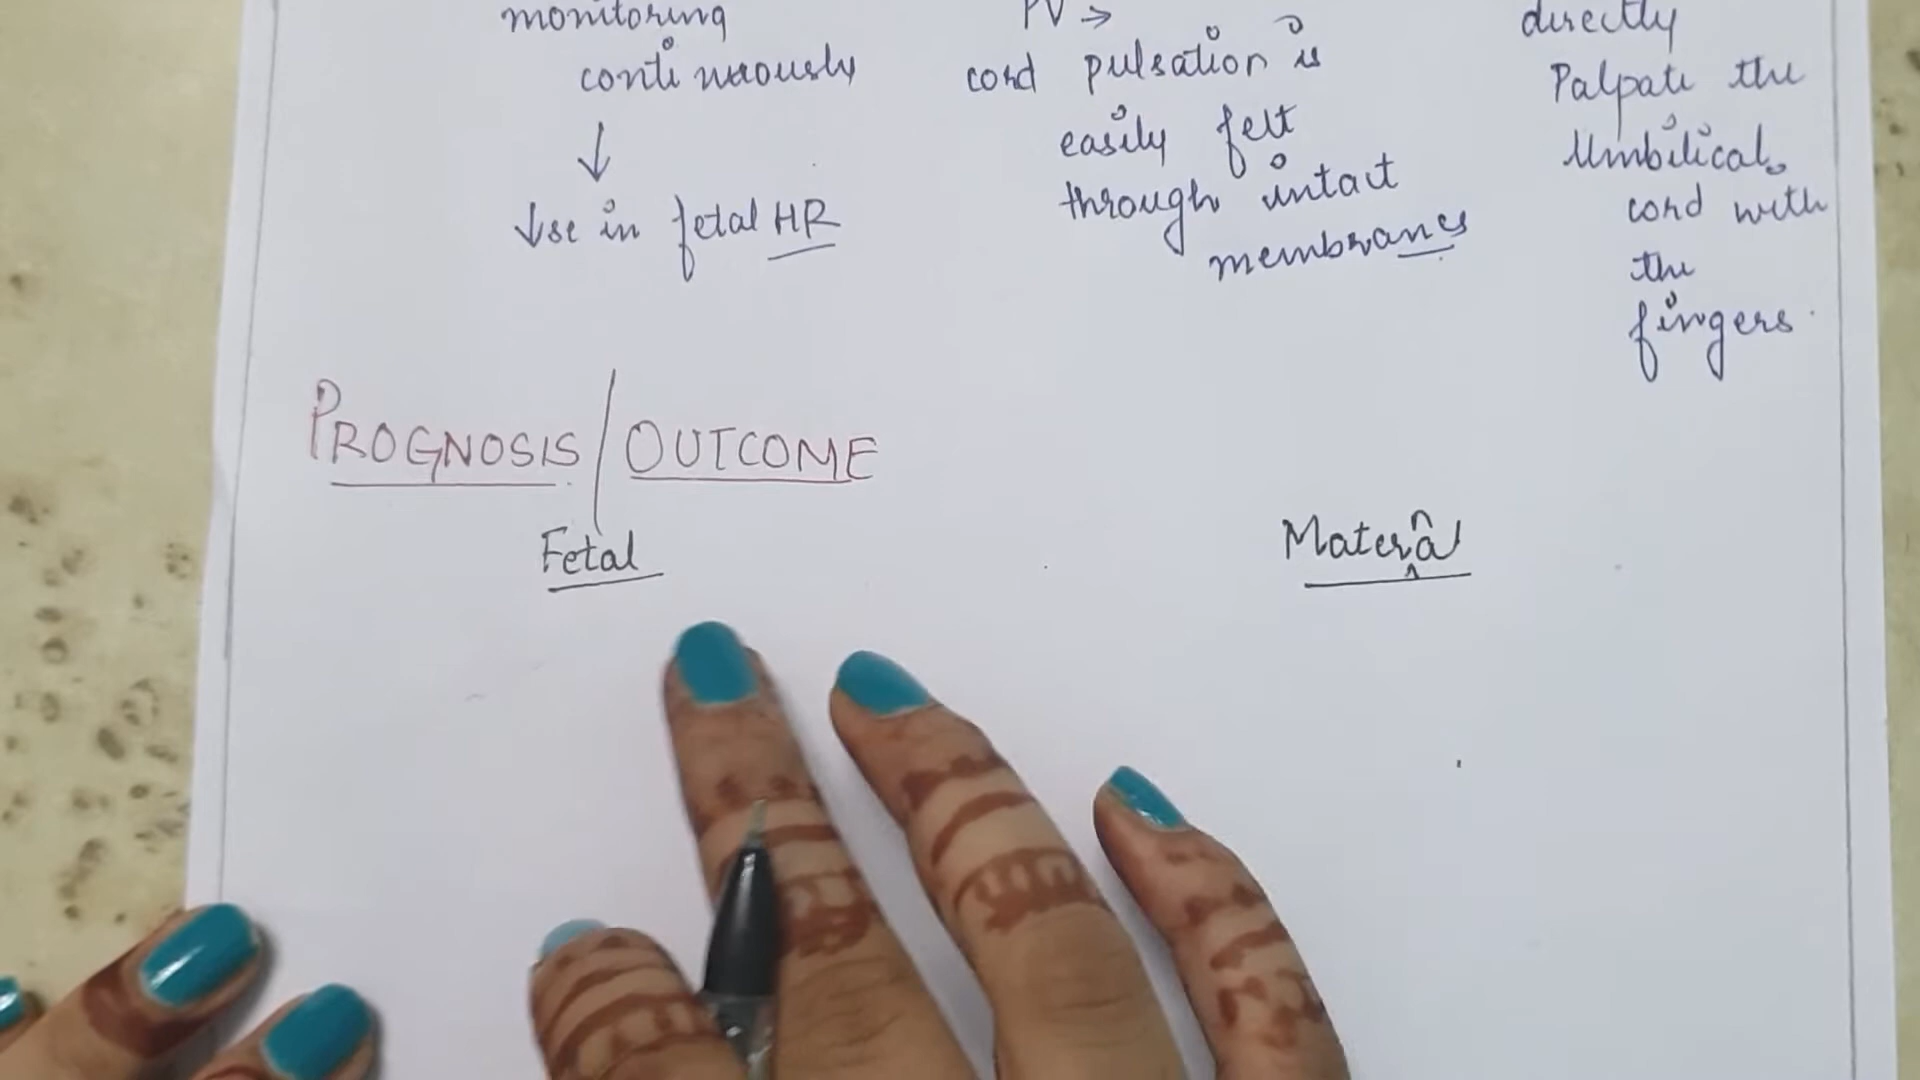 monitoring
continuously
↓
↓se in fetal HR
PV →
cord pulsation is
easily felt
through intact
membranes
directly
Palpate the
Umbilical
cord with
the
fingers.
PROGNOSIS / OUTCOME
Fetal
Maternal